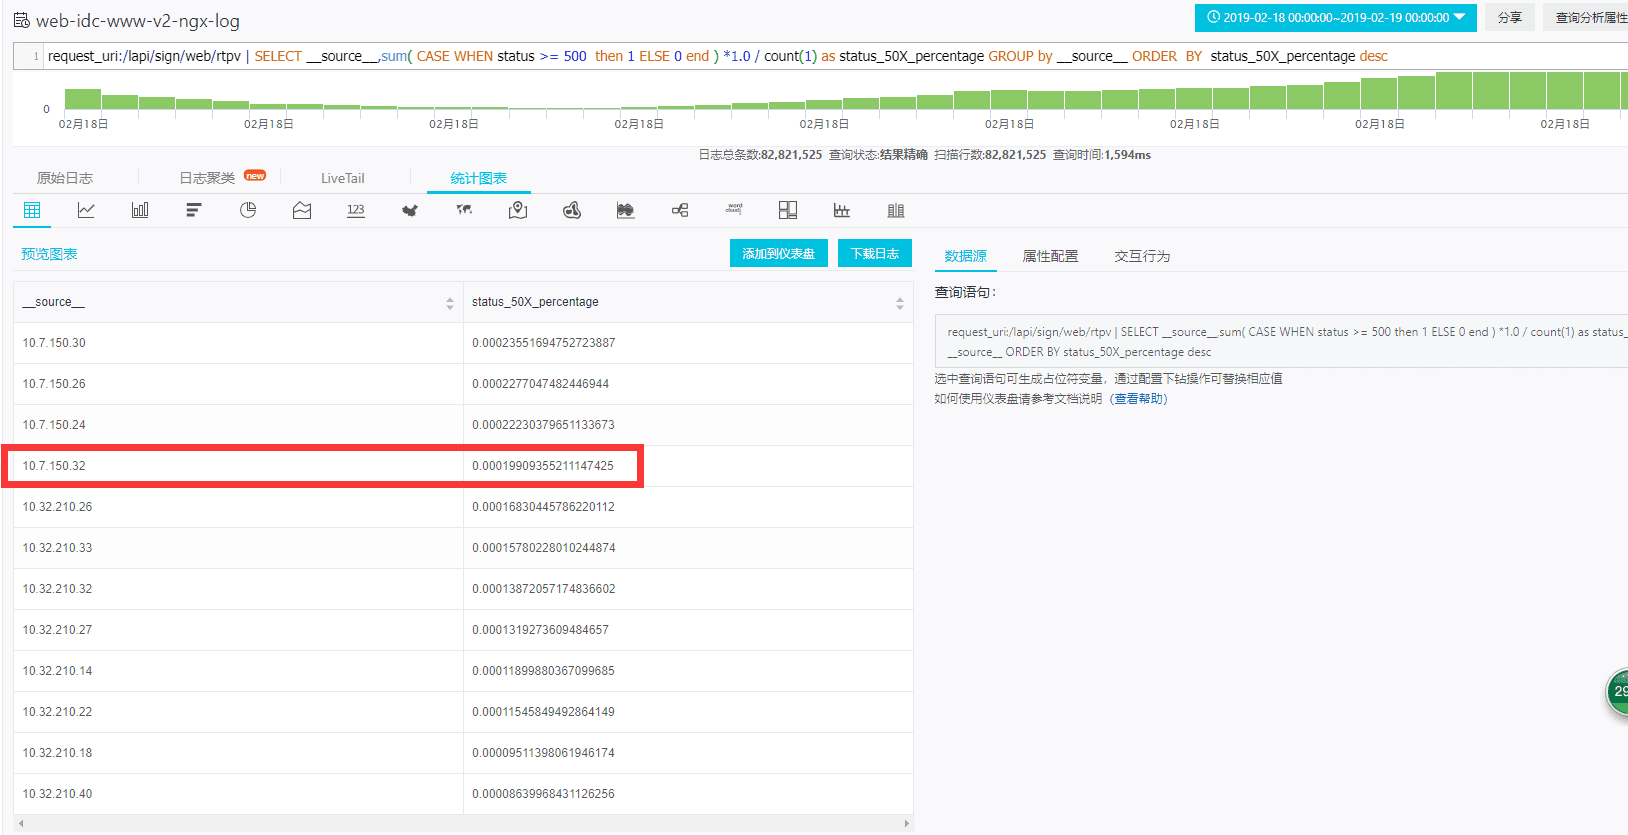 web-idc-www-v2-ngx-log
2019-02-18 00:00:00~2019-02-19 00:00:00
分享
查询分析属性
1 request_uri:/lapi/sign/web/rtpv | SELECT __source__,sum( CASE WHEN status >= 500 then 1 ELSE 0 end ) *1.0 / count(1) as status_50X_percentage GROUP by __source__ ORDER BY status_50X_percentage desc
0
02月18日 02月18日 02月18日 02月18日 02月18日 02月18日 02月18日 02月18日 02月18日
日志总条数:82,821,525 查询状态:结果精确 扫描行数:82,821,525 查询时间:1,594ms
原始日志 日志聚类 new LiveTail 统计图表
123
word
预览图表 添加到仪表盘 下载日志
__source__ status_50X_percentage
10.7.150.30 0.00023551694752723887
10.7.150.26 0.0002277047482446944
10.7.150.24 0.00022230379651133673
10.7.150.32 0.00019909355211147425
10.32.210.26 0.00016830445786220112
10.32.210.33 0.00015780228010244874
10.32.210.32 0.00013872057174836602
10.32.210.27 0.0001319273609484657
10.32.210.14 0.00011899880367099685
10.32.210.22 0.00011545849492864149
10.32.210.18 0.00009511398061946174
10.32.210.40 0.00008639968431126256
数据源 属性配置 交互行为
查询语句：
request_uri:/lapi/sign/web/rtpv | SELECT __source__,sum( CASE WHEN status >= 500 then 1 ELSE 0 end ) *1.0 / count(1) as status_
__source__ ORDER BY status_50X_percentage desc
选中查询语句可生成占位符变量，通过配置下钻操作可替换相应值
如何使用仪表盘请参考文档说明（查看帮助）
29